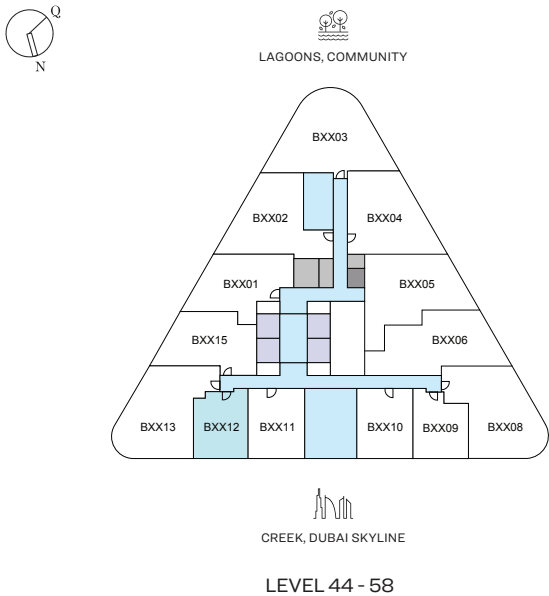 Q
N
LAGOONS, COMMUNITY
BXX03
BXX02
BXX04
BXX01
BXX05
BXX15
BXX06
BXX13
BXX12
BXX11
BXX10
BXX09
BXX08
CREEK, DUBAI SKYLINE
LEVEL 44 - 58